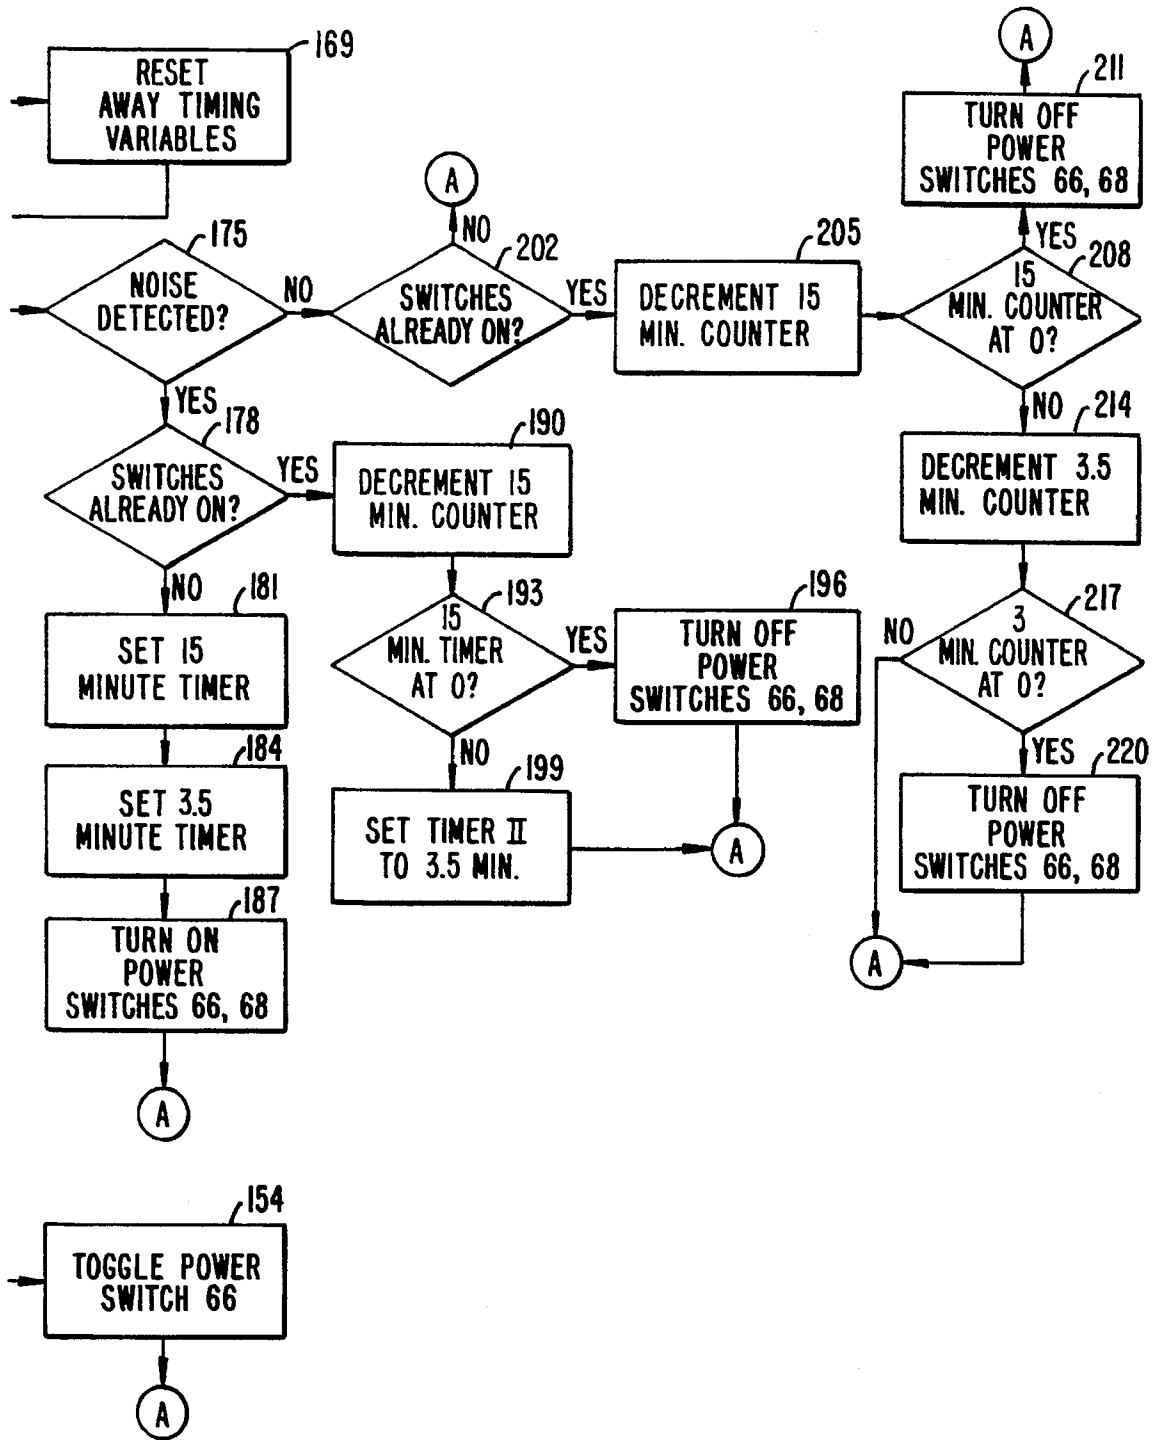 169
RESET
AWAY TIMING
VARIABLES
A
211
TURN OFF
POWER
SWITCHES 66, 68
A
NO
YES
175
NOISE
DETECTED?
NO
202
SWITCHES
ALREADY ON?
YES
205
DECREMENT 15
MIN. COUNTER
208
15
MIN. COUNTER
AT 0?
YES
NO
178
SWITCHES
ALREADY ON?
YES
190
DECREMENT 15
MIN. COUNTER
214
DECREMENT 3.5
MIN. COUNTER
NO
181
SET 15
MINUTE TIMER
193
15
MIN. TIMER
AT 0?
YES
196
TURN OFF
POWER
SWITCHES 66, 68
217
NO
3
MIN. COUNTER
AT 0?
184
SET 3.5
MINUTE TIMER
NO
199
SET TIMER II
TO 3.5 MIN.
A
YES
220
TURN OFF
POWER
SWITCHES 66, 68
187
TURN ON
POWER
SWITCHES 66, 68
A
A
154
TOGGLE POWER
SWITCH 66
A